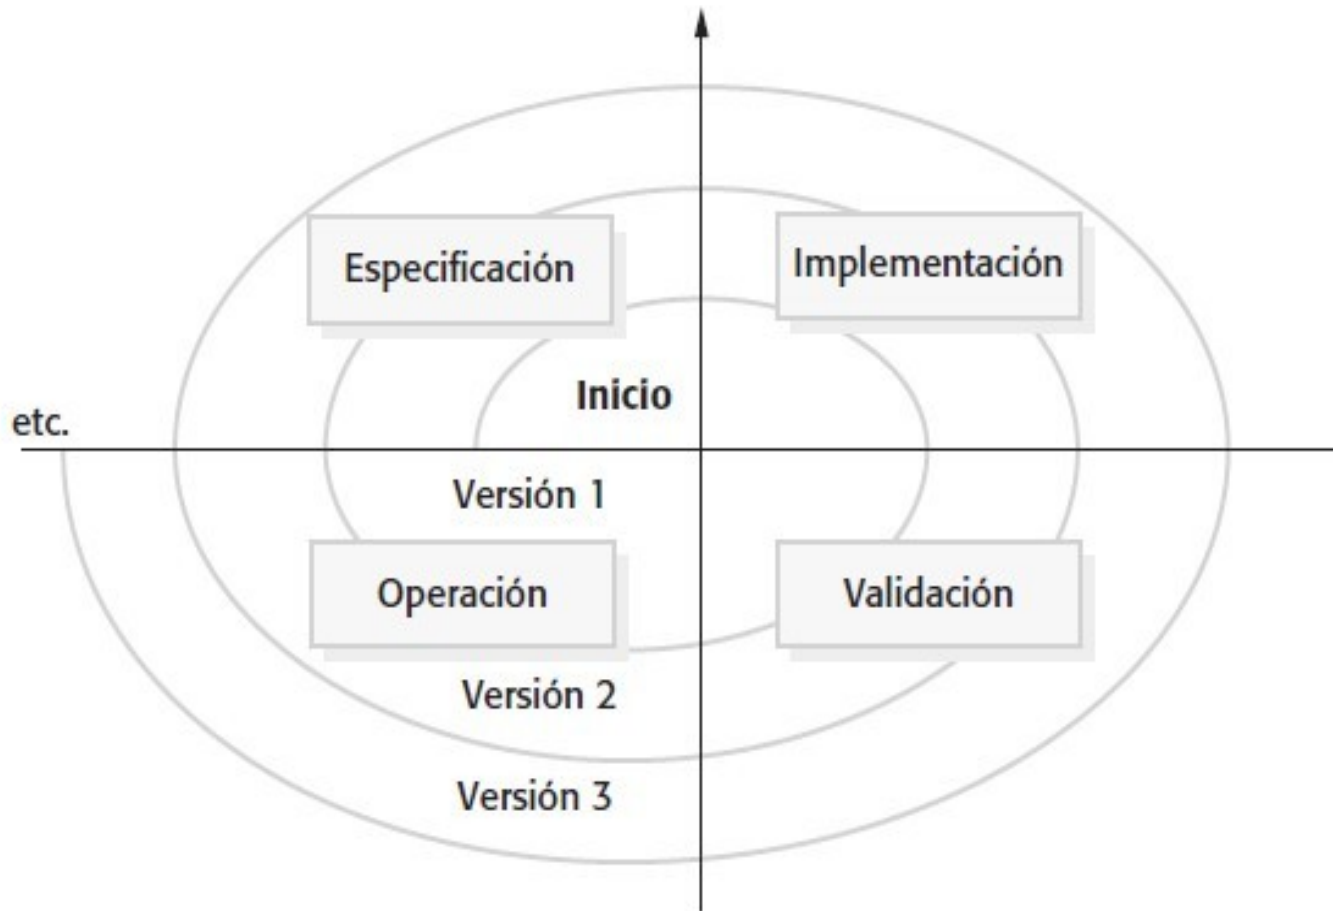 Especificación
Implementación
Inicio
etc.
Versión 1
Operación
Validación
Versión 2
Versión 3